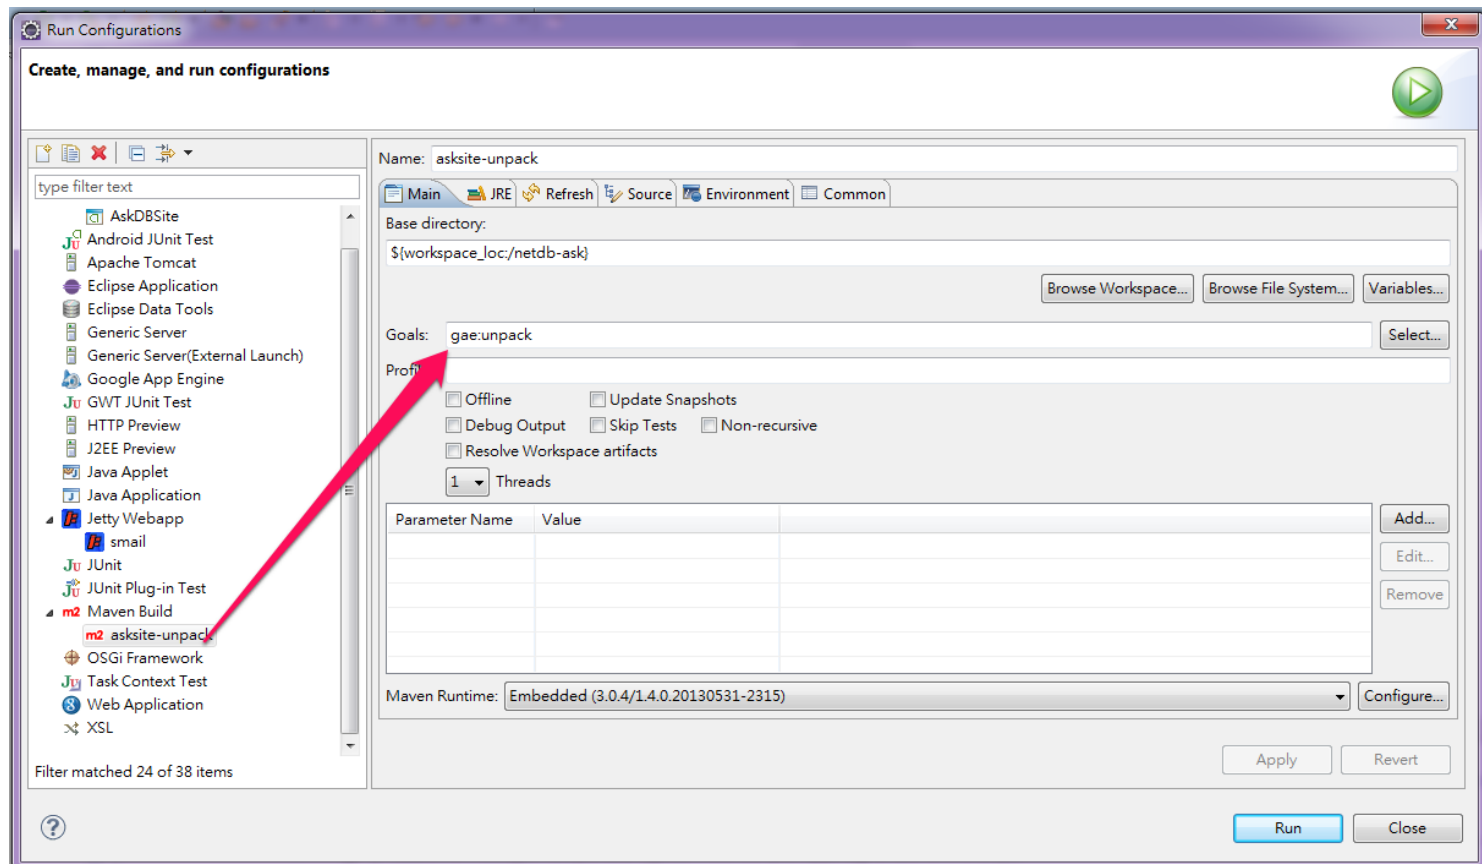 Run Configurations
X
Create, manage, and run configurations
type filter text
AskDBSite
Android JUnit Test
Apache Tomcat
Eclipse Application
Eclipse Data Tools
Generic Server
Generic Server(External Launch)
Google App Engine
Ju GWT JUnit Test
HTTP Preview
J2EE Preview
Java Applet
Java Application
Jetty Webapp
smail
Ju JUnit
JUnit Plug-in Test
m2 Maven Build
m2 asksite-unpack
OSGi Framework
Task Context Test
Web Application
XSL
Filter matched 24 of 38 items
Name: asksite-unpack
Main JRE Refresh Source Environment Common
Base directory:
${workspace_loc:/netdb-ask}
Browse Workspace... Browse File System... Variables...
Goals: gae:unpack Select...
Offline Update Snapshots
Debug Output Skip Tests Non-recursive
Resolve Workspace artifacts
1 Threads
Parameter Name Value
Add...
Edit...
Remove
Maven Runtime: Embedded (3.0.4/1.4.0.20130531-2315) Configure...
Apply Revert
? Run Close